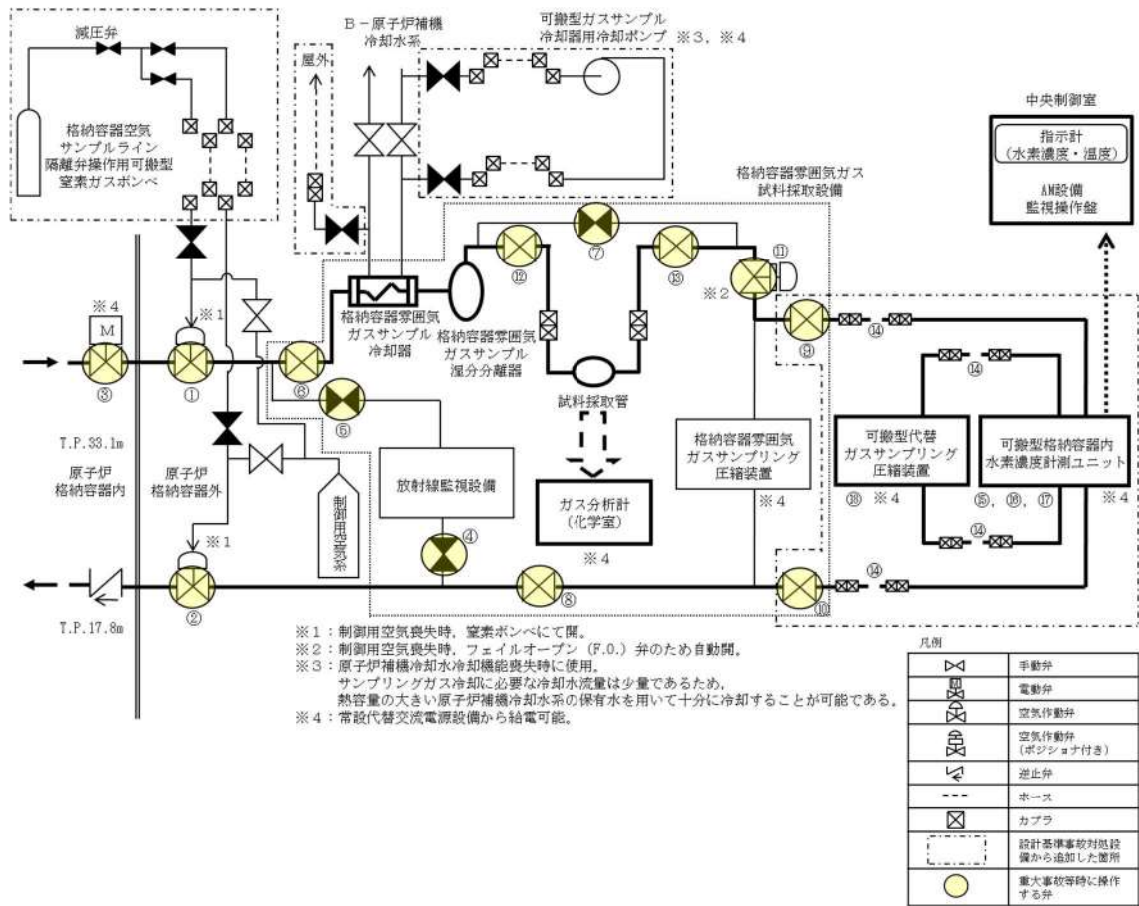 減圧弁
格納容器空気
サンプルライン
隔離弁操作用可搬型
窒素ガスボンベ
屋外
B-原子炉補機
冷却水系
可搬型ガスサンプル
冷却器用冷却ポンプ ※3, ※4
中央制御室
指示計
(水素濃度・温度)
AM設備
監視操作盤
格納容器雰囲気ガス
試料採取設備
⑦
⑫
⑬
⑪
※2
⑨
⑭
⑭
※4
M
③
※1
①
⑥
⑤
格納容器雰囲気
ガスサンプル
冷却器
格納容器雰囲気
ガスサンプル
湿分分離器
試料採取管
T.P.33.1m
原子炉
格納容器内
原子炉
格納容器外
放射線監視設備
ガス分析計
(化学室)
※4
格納容器雰囲気
ガスサンプリング
圧縮装置
※4
可搬型代替
ガスサンプリング
圧縮装置
⑱ ※4
可搬型格納容器内
水素濃度計測ユニット
⑮, ⑯, ⑰
※4
制御用空気系
④
※1
②
⑧
⑩
⑭
⑭
T.P.17.8m
※1:制御用空気喪失時，窒素ボンベにて開。
※2:制御用空気喪失時，フェイルオープン(F.O.)弁のため自動開。
※3:原子炉補機冷却水冷却機能喪失時に使用。
サンプリングガス冷却に必要な冷却水流量は少量であるため，
熱容量の大きい原子炉補機冷却水系の保有水を用いて十分に冷却することが可能である。
※4:常設代替交流電源設備から給電可能。
凡例
手動弁
M
電動弁
空気作動弁
空気作動弁
(ポジショナ付き)
逆止弁
ホース
カプラ
設計基準事故対処設
備から追加した箇所
重大事故等時に操作
する弁